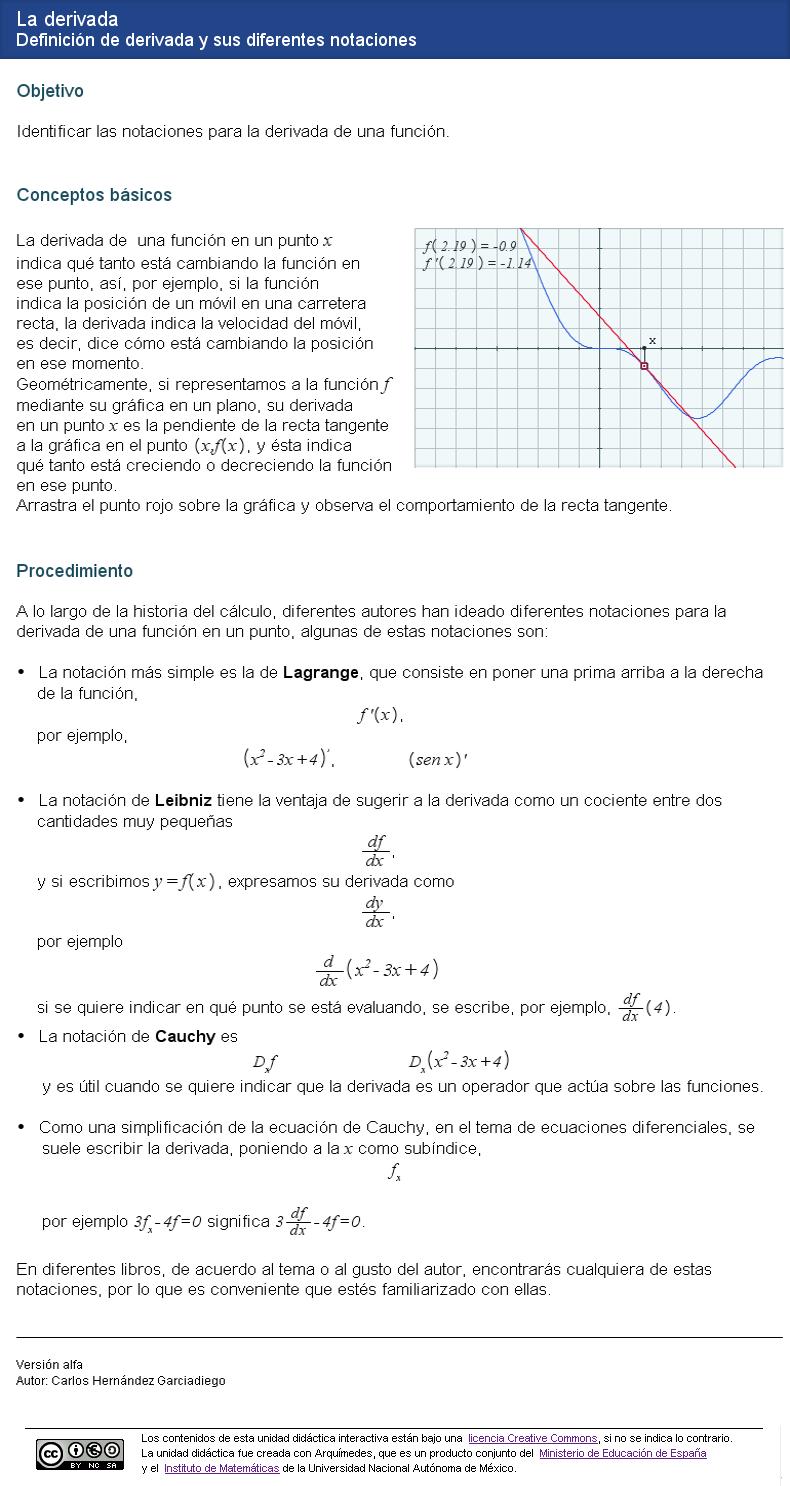 La derivada
Definición de derivada y sus diferentes notaciones
Objetivo
Identificar las notaciones para la derivada de una función.
Conceptos básicos
La derivada de una función en un punto x
indica qué tanto está cambiando la función en
ese punto, así, por ejemplo, si la función
indica la posición de un móvil en una carretera
recta, la derivada indica la velocidad del móvil,
es decir, dice cómo está cambiando la posición
en ese momento.
Geométricamente, si representamos a la función f
mediante su gráfica en un plano, su derivada
en un punto x es la pendiente de la recta tangente
a la gráfica en el punto (x,f(x), y ésta indica
qué tanto está creciendo o decreciendo la función
en ese punto.
Arrastra el punto rojo sobre la gráfica y observa el comportamiento de la recta tangente.
f( 2.19 ) = -0.9
f '( 2.19 ) = -1.14
x
Procedimiento
A lo largo de la historia del cálculo, diferentes autores han ideado diferentes notaciones para la
derivada de una función en un punto, algunas de estas notaciones son:
• La notación más simple es la de Lagrange, que consiste en poner una prima arriba a la derecha
de la función,
f '(x),
por ejemplo,
(x² - 3x + 4)', (sen x)'
• La notación de Leibniz tiene la ventaja de sugerir a la derivada como un cociente entre dos
cantidades muy pequeñas
df/dx,
y si escribimos y = f(x), expresamos su derivada como
dy/dx,
por ejemplo
d/dx (x² - 3x + 4)
si se quiere indicar en qué punto se está evaluando, se escribe, por ejemplo, df/dx (4).
• La notación de Cauchy es
Dₓf Dₓ(x² - 3x + 4)
y es útil cuando se quiere indicar que la derivada es un operador que actúa sobre las funciones.
• Como una simplificación de la ecuación de Cauchy, en el tema de ecuaciones diferenciales, se
suele escribir la derivada, poniendo a la x como subíndice,
fₓ
por ejemplo 3fₓ - 4f = 0 significa 3 df/dx - 4f = 0.
En diferentes libros, de acuerdo al tema o al gusto del autor, encontrarás cualquiera de estas
notaciones, por lo que es conveniente que estés familiarizado con ellas.
Versión alfa
Autor: Carlos Hernández Garciadiego
cc BY NC SA
Los contenidos de esta unidad didáctica interactiva están bajo una licencia Creative Commons, si no se indica lo contrario.
La unidad didáctica fue creada con Arquímedes, que es un producto conjunto del Ministerio de Educación de España
y el Instituto de Matemáticas de la Universidad Nacional Autónoma de México.